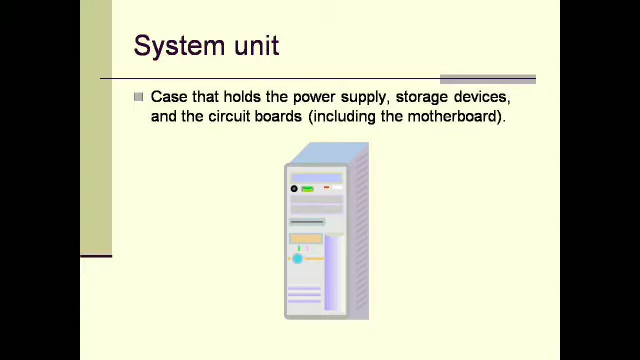 System unit
Case that holds the power supply, storage devices,
and the circuit boards (including the motherboard).